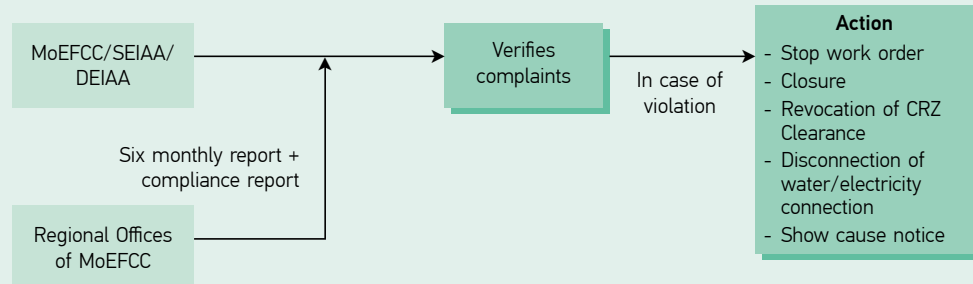 MoEFCC/SEIAA/
DEIAA
Six monthly report +
compliance report
Regional Offices
of MoEFCC
Verifies
complaints
In case of
violation
Action
- Stop work order
- Closure
- Revocation of CRZ
Clearance
- Disconnection of
water/electricity
connection
- Show cause notice